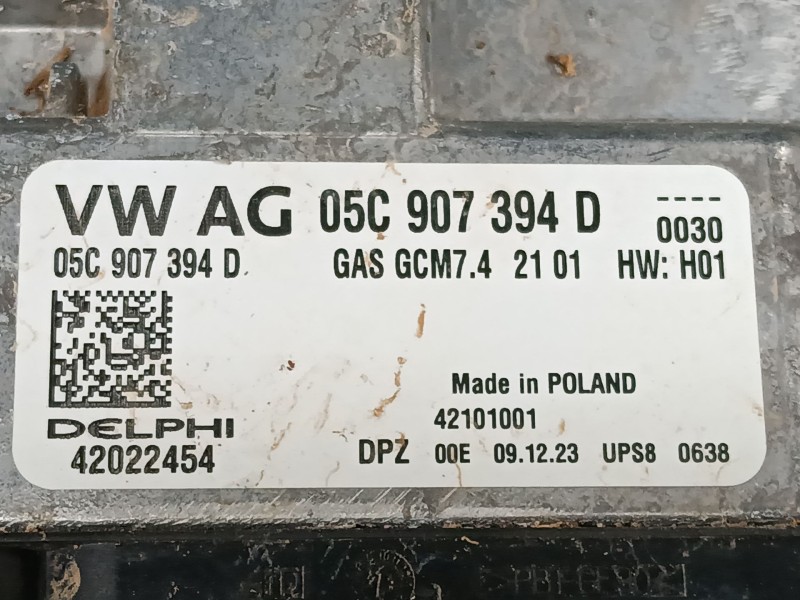 VW AG 05C 907 394 D ----
0030
05C 907 394 D GAS GCM7.4 21 01 HW: H01
Made in POLAND
42101001
DELPHI
42022454 DPZ 00E 09.12.23 UPS8 0638